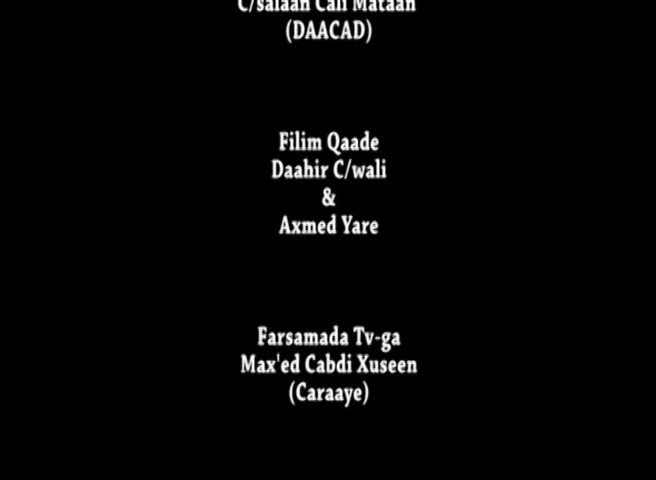 C/salaan Cali Mataan
(DAACAD)
Filim Qaade
Daahir C/wali
&
Axmed Yare
Farsamada Tv-ga
Max'ed Cabdi Xuseen
(Caraaye)